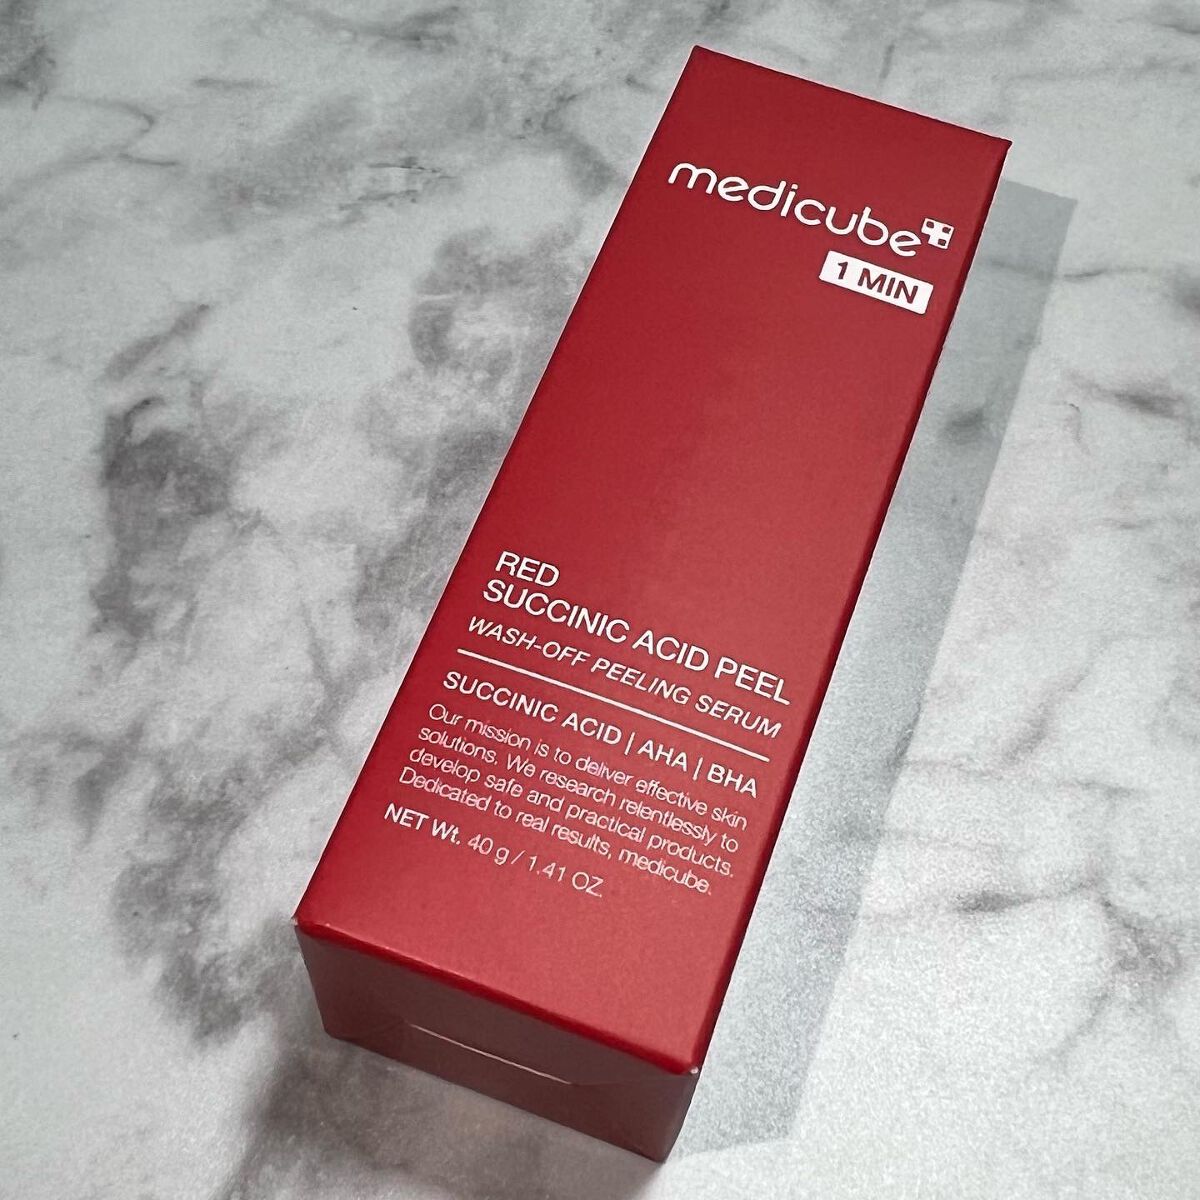 medicube
1 MIN
RED
SUCCINIC ACID PEEL
WASH-OFF PEELING SERUM
SUCCINIC ACID | AHA | BHA
Our mission is to deliver effective skin
solutions. We research relentlessly to
develop safe and practical products.
Dedicated to real results, medicube.
NET Wt. 40 g / 1.41 OZ.